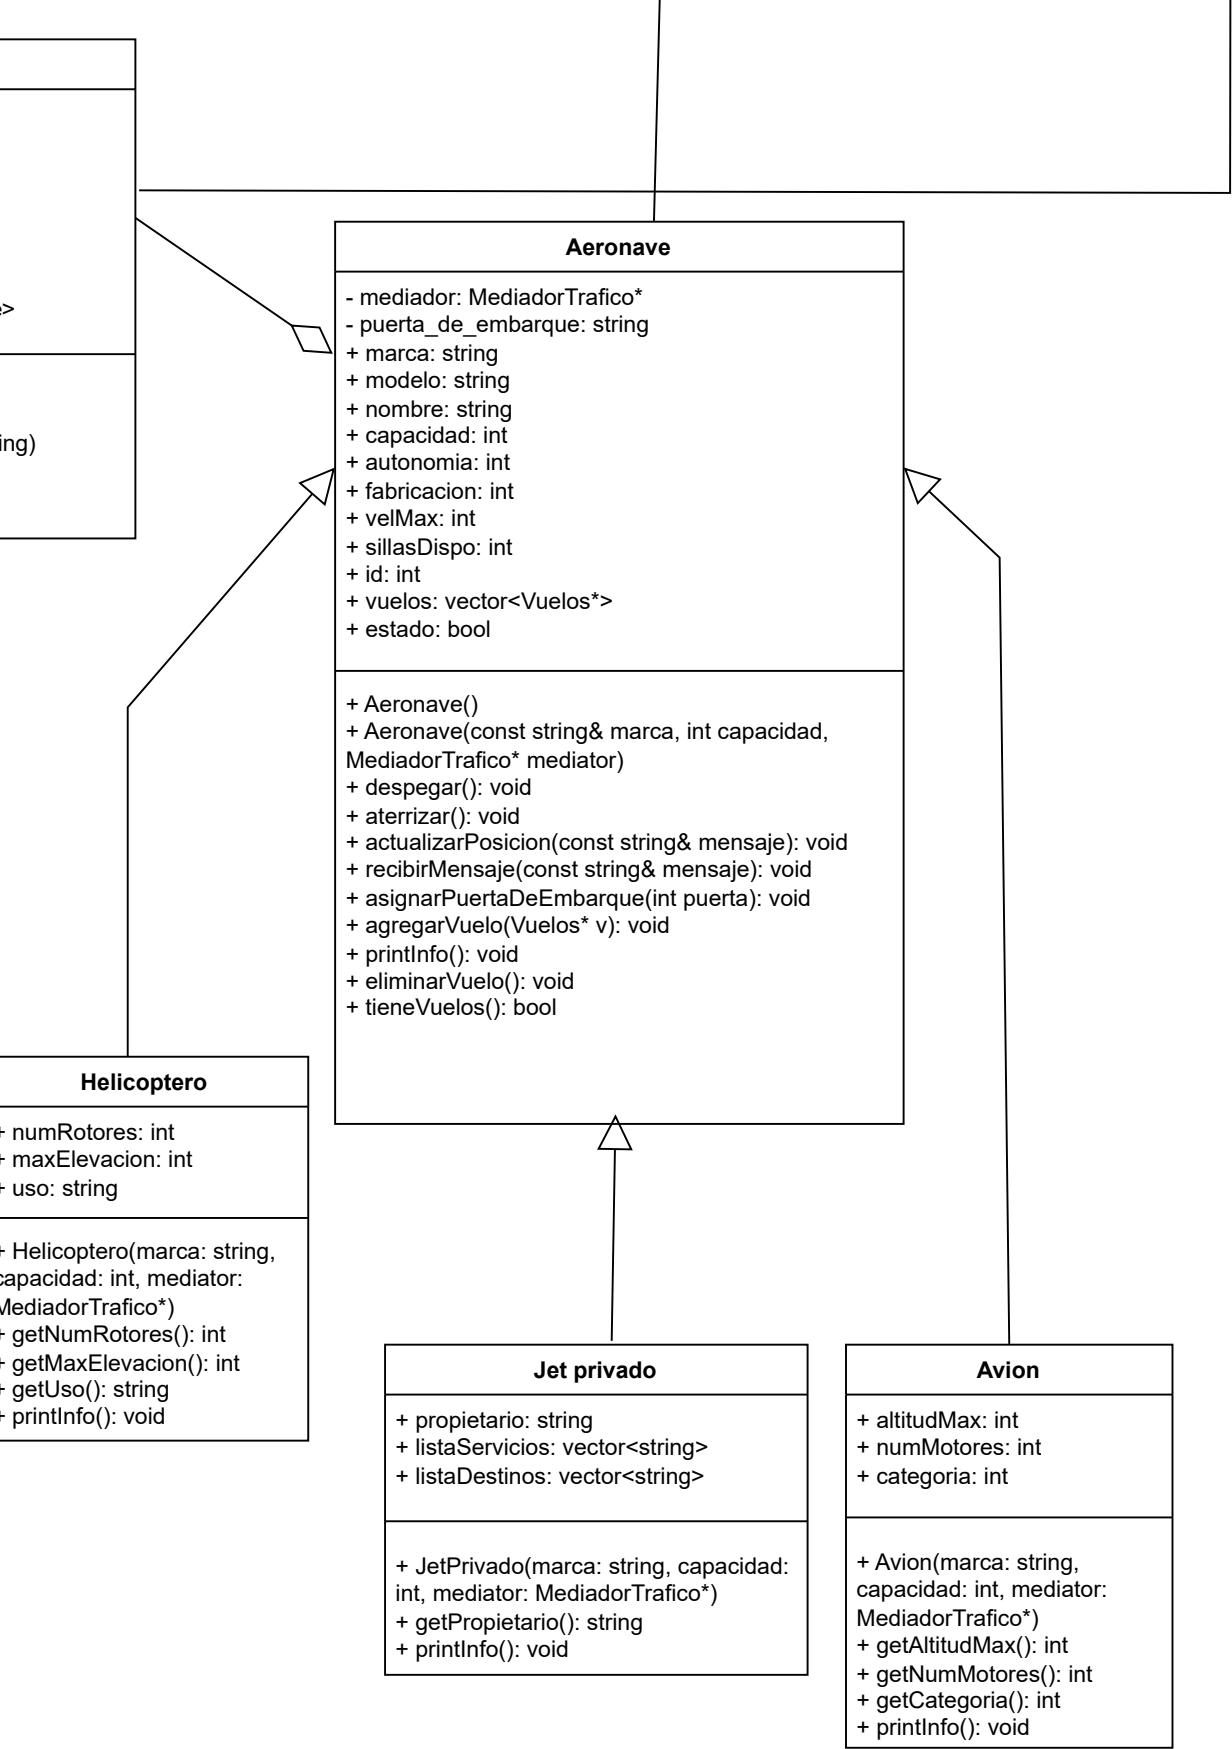 Aeronave
- mediador: MediadorTrafico*
- puerta_de_embarque: string
+ marca: string
+ modelo: string
+ nombre: string
+ capacidad: int
+ autonomia: int
+ fabricacion: int
+ velMax: int
+ sillasDispo: int
+ id: int
+ vuelos: vector<Vuelos*>
+ estado: bool
+ Aeronave()
+ Aeronave(const string& marca, int capacidad,
MediadorTrafico* mediator)
+ despegar(): void
+ aterrizar(): void
+ actualizarPosicion(const string& mensaje): void
+ recibirMensaje(const string& mensaje): void
+ asignarPuertaDeEmbarque(int puerta): void
+ agregarVuelo(Vuelos* v): void
+ printInfo(): void
+ eliminarVuelo(): void
+ tieneVuelos(): bool
Helicoptero
+ numRotores: int
+ maxElevacion: int
+ uso: string
+ Helicoptero(marca: string,
capacidad: int, mediator:
MediadorTrafico*)
+ getNumRotores(): int
+ getMaxElevacion(): int
+ getUso(): string
+ printInfo(): void
Jet privado
+ propietario: string
+ listaServicios: vector<string>
+ listaDestinos: vector<string>
+ JetPrivado(marca: string, capacidad:
int, mediator: MediadorTrafico*)
+ getPropietario(): string
+ printInfo(): void
Avion
+ altitudMax: int
+ numMotores: int
+ categoria: int
+ Avion(marca: string,
capacidad: int, mediator:
MediadorTrafico*)
+ getAltitudMax(): int
+ getNumMotores(): int
+ getCategoria(): int
+ printInfo(): void